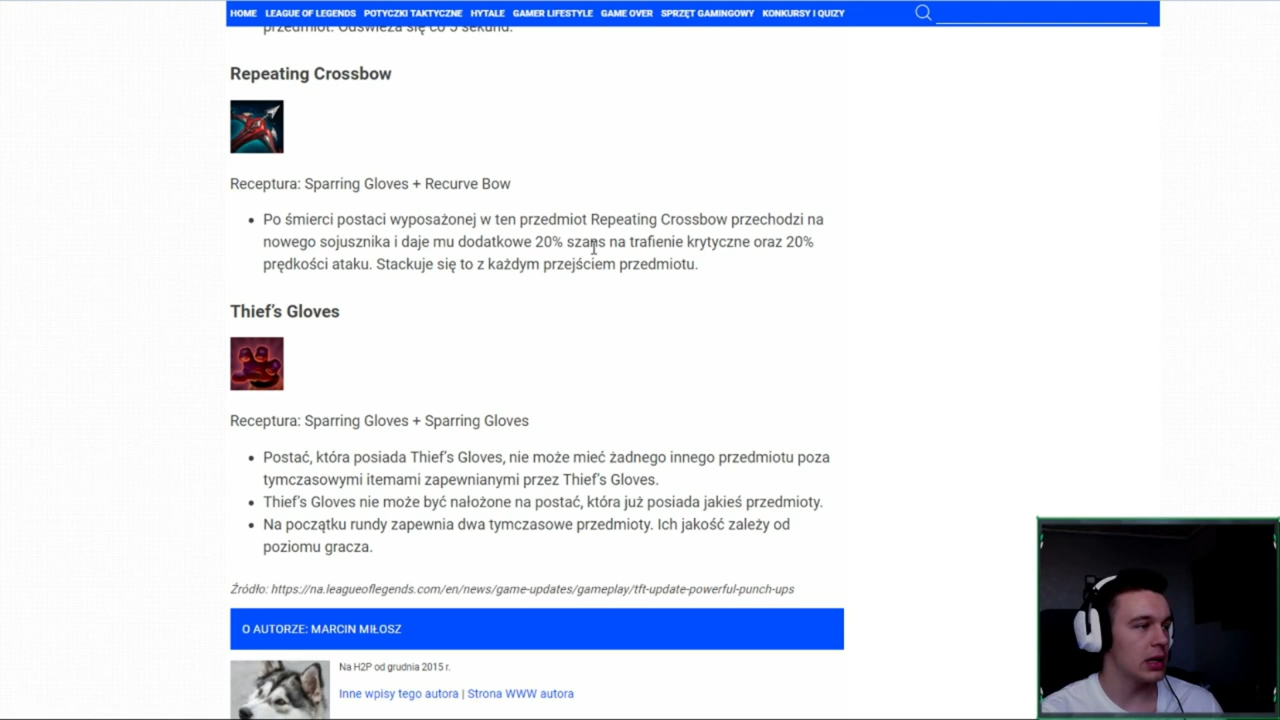 HOME LEAGUE OF LEGENDS POTYCZKI TAKTYCZNE HYTALE GAMER LIFESTYLE GAME OVER SPRZĘT GAMINGOWY KONKURSY I QUIZY
przedmiot. Odświeża się co 5 sekund.
Repeating Crossbow
Receptura: Sparring Gloves + Recurve Bow
• Po śmierci postaci wyposażonej w ten przedmiot Repeating Crossbow przechodzi na
nowego sojusznika i daje mu dodatkowe 20% szans na trafienie krytyczne oraz 20%
prędkości ataku. Stackuje się to z każdym przejściem przedmiotu.
Thief's Gloves
Receptura: Sparring Gloves + Sparring Gloves
• Postać, która posiada Thief's Gloves, nie może mieć żadnego innego przedmiotu poza
tymczasowymi itemami zapewnianymi przez Thief's Gloves.
• Thief's Gloves nie może być nałożone na postać, która już posiada jakieś przedmioty.
• Na początku rundy zapewnia dwa tymczasowe przedmioty. Ich jakość zależy od
poziomu gracza.
Źródło: https://na.leagueoflegends.com/en/news/game-updates/gameplay/tft-update-powerful-punch-ups
O AUTORZE: MARCIN MIŁOSZ
Na H2P od grudnia 2015 r.
Inne wpisy tego autora | Strona WWW autora